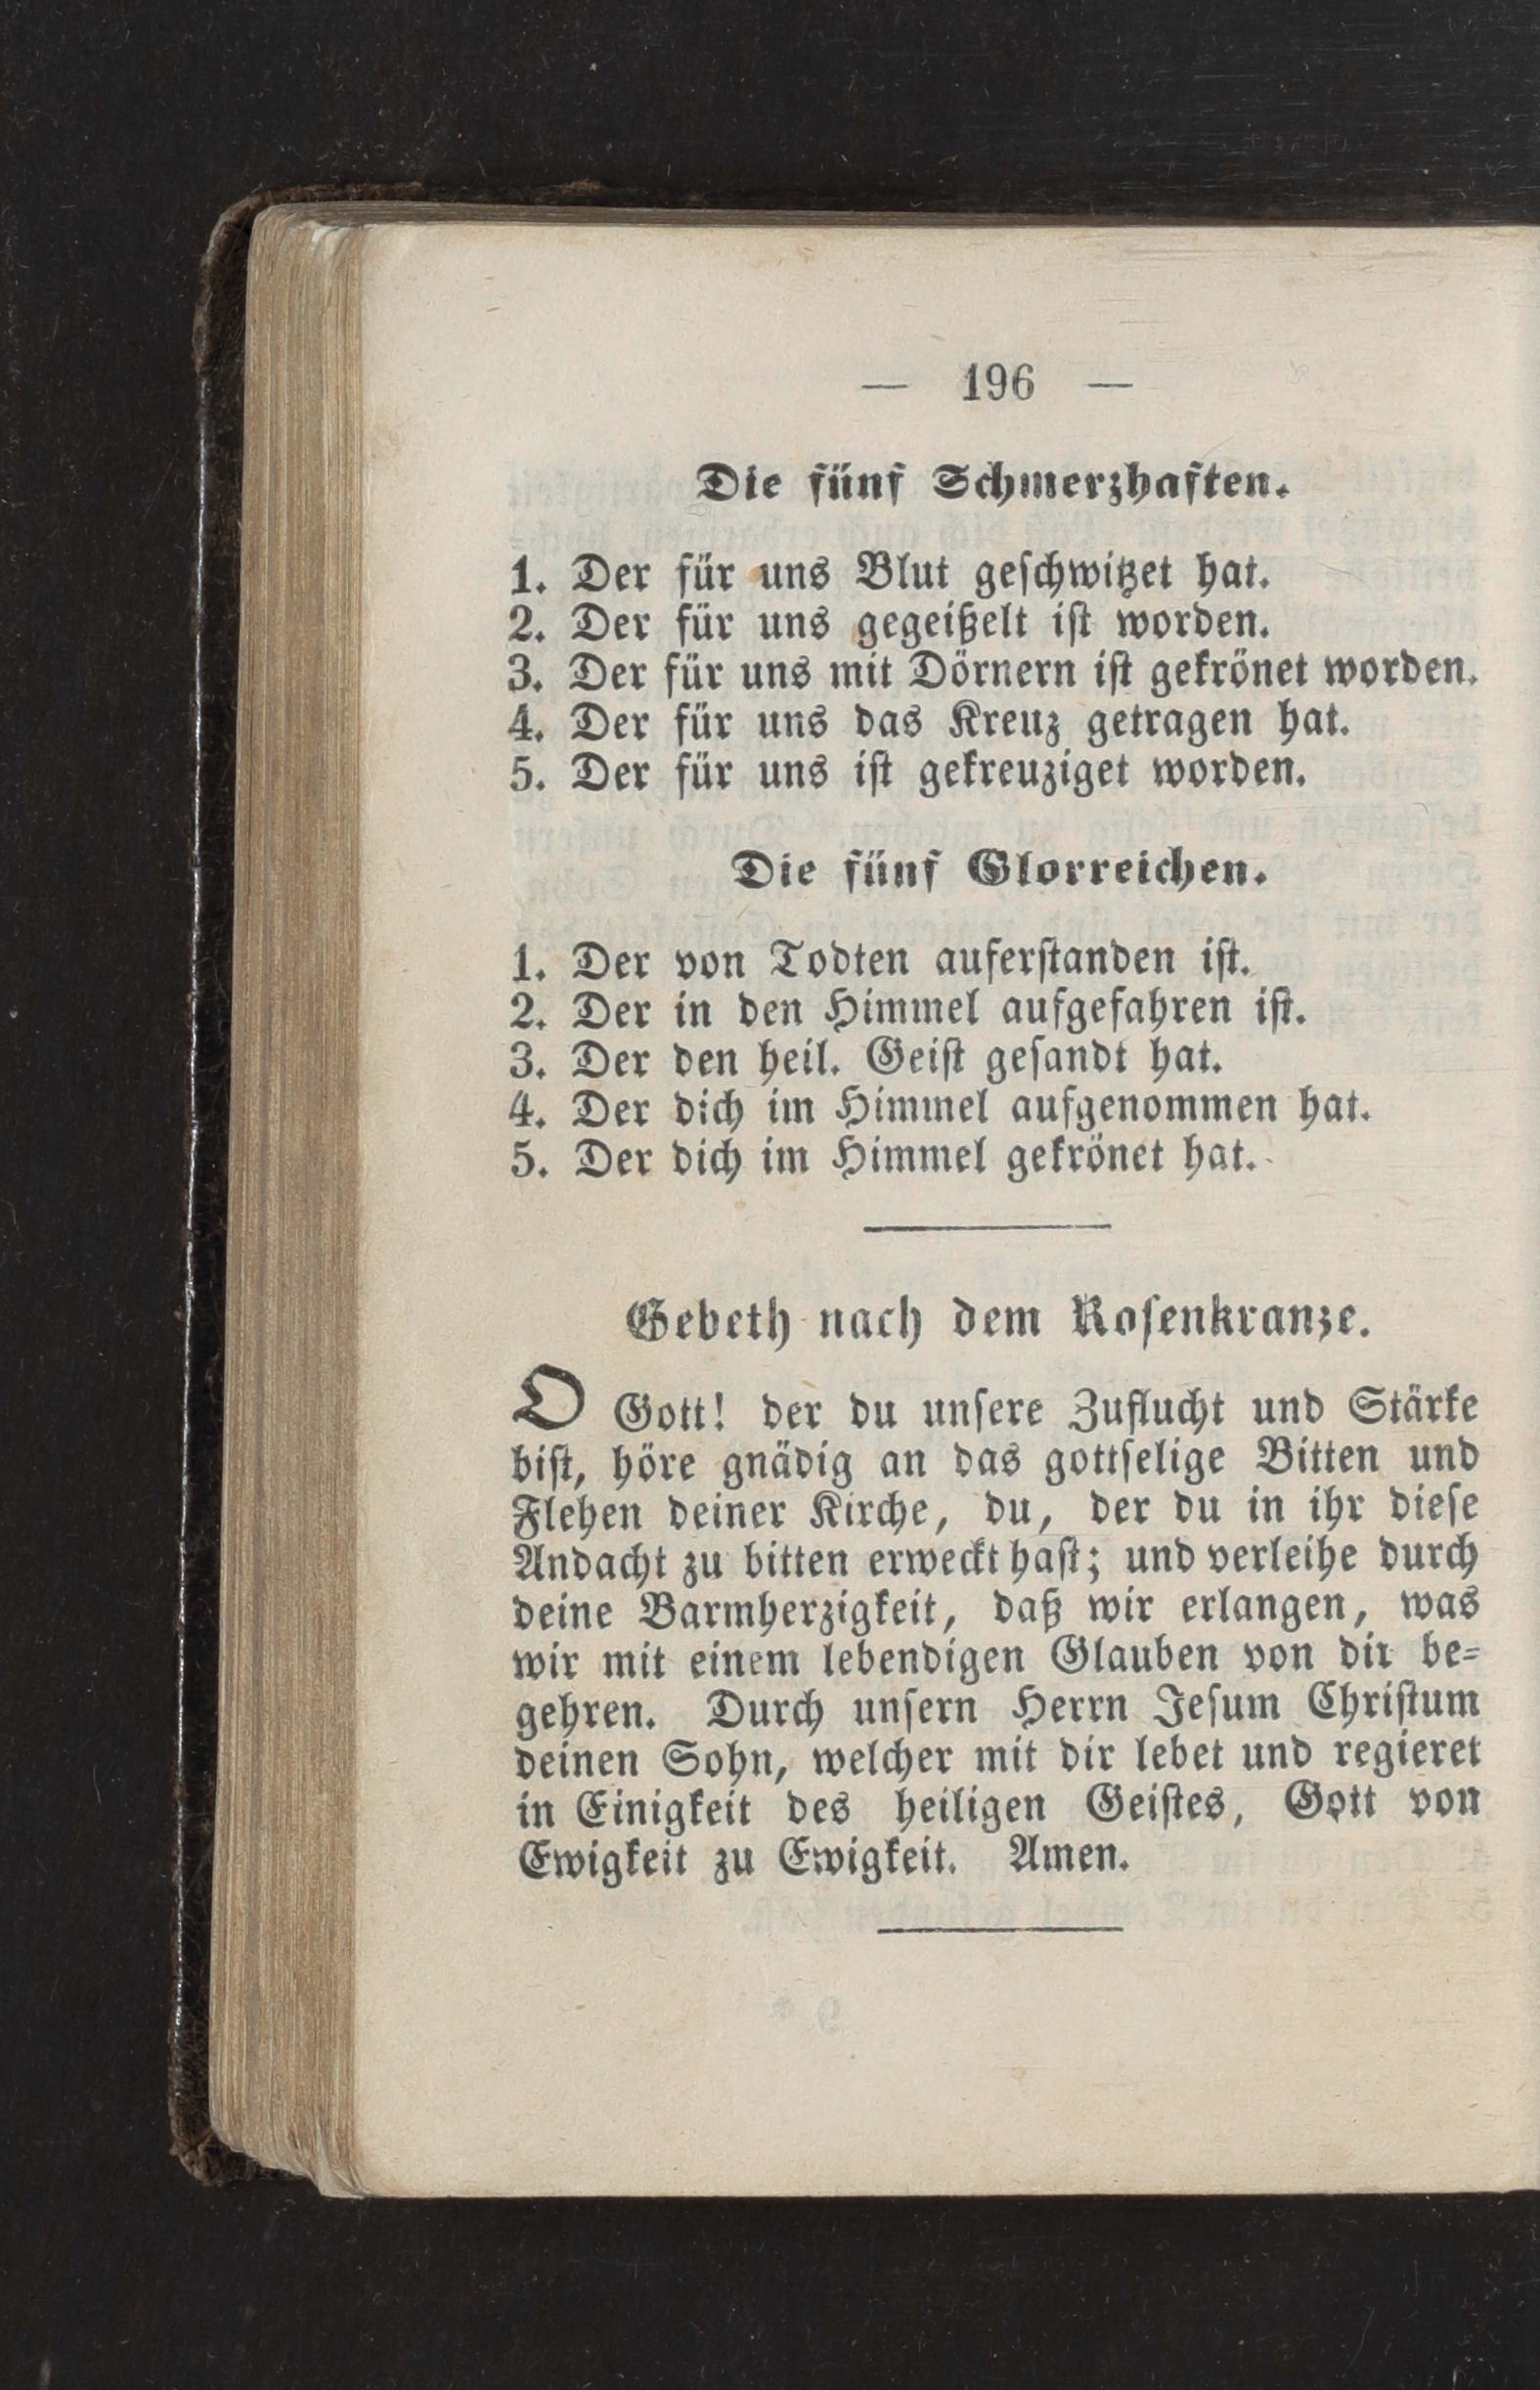 — 196 —
Die fünf Schmerzhaften.
1. Der für uns Blut geſchwitzet hat.
2. Der für uns gegeißelt iſt worden.
3. Der für uns mit Dörnern iſt gekrönet worden.
4. Der für uns das Kreuz getragen hat.
5. Der für uns iſt gekreuziget worden.
Die fünf Glorreichen.
1. Der von Todten auferſtanden iſt.
2. Der in den Himmel aufgefahren iſt.
3. Der den heil. Geiſt geſandt hat.
4. Der dich im Himmel aufgenommen hat.
5. Der dich im Himmel gekrönet hat.
Gebeth nach dem Roſenkranze.
O Gott! der du unſere Zuflucht und Stärke
biſt, höre gnädig an das gottſelige Bitten und
Flehen deiner Kirche, du, der du in ihr dieſe
Andacht zu bitten erweckt haſt; und verleihe durch
deine Barmherzigkeit, daß wir erlangen, was
wir mit einem lebendigen Glauben von dir be-
gehren. Durch unſern Herrn Jeſum Chriſtum
deinen Sohn, welcher mit dir lebet und regieret
in Einigkeit des heiligen Geiſtes, Gott von
Ewigkeit zu Ewigkeit. Amen.